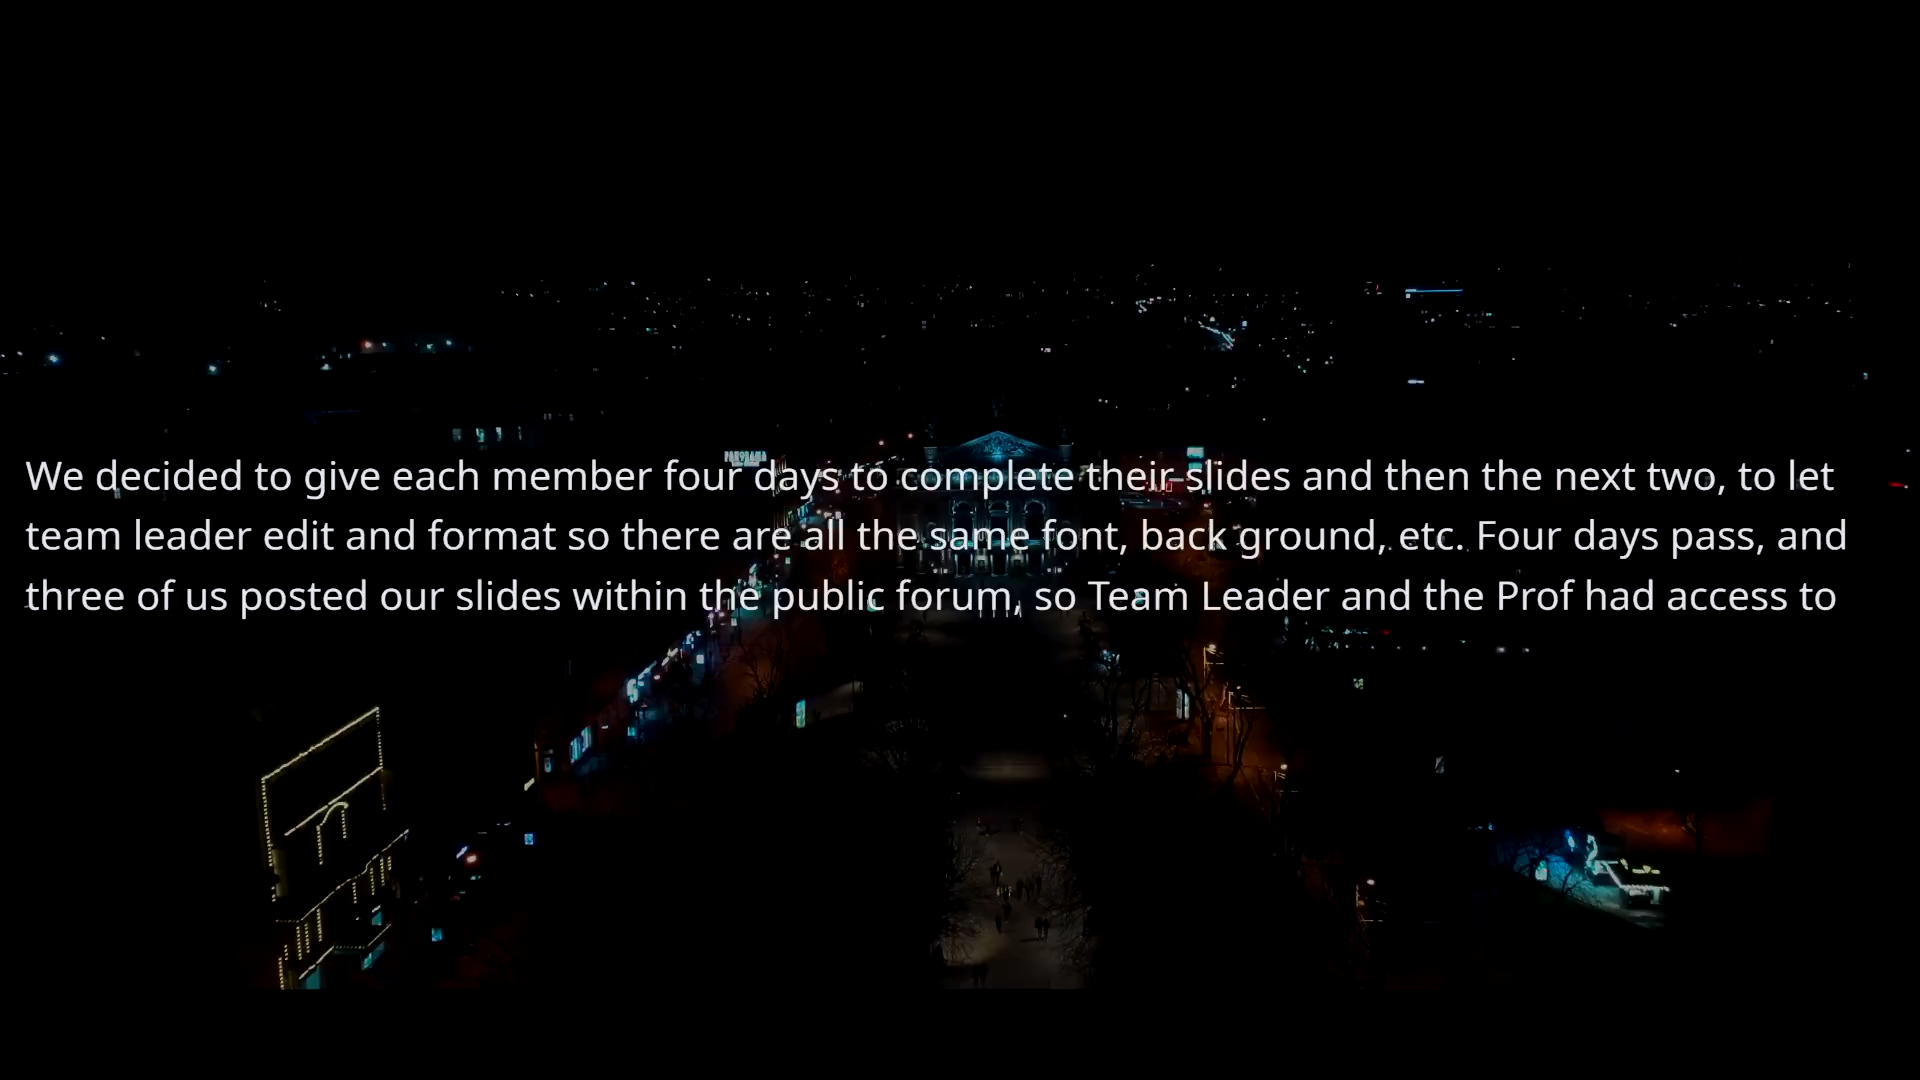 PANORAMA
We decided to give each member four days to complete their slides and then the next two, to let
team leader edit and format so there are all the same font, back ground, etc. Four days pass, and
three of us posted our slides within the public forum, so Team Leader and the Prof had access to